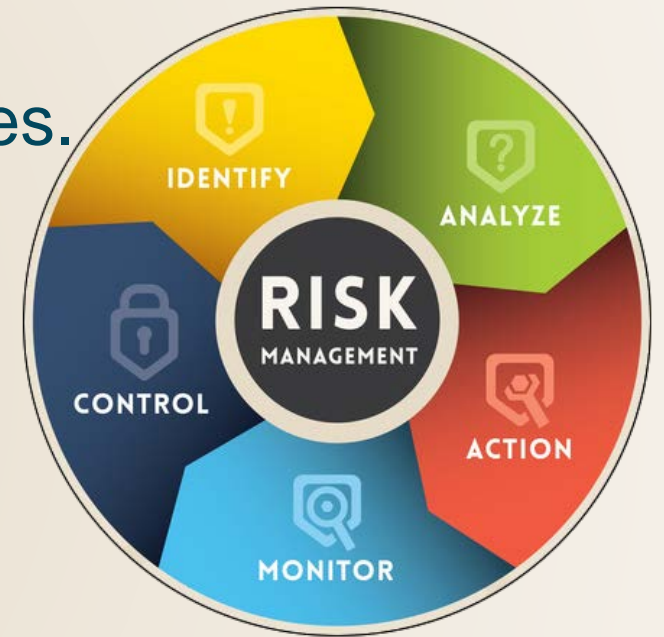 es.
IDENTIFY
ANALYZE
RISK
MANAGEMENT
CONTROL
ACTION
MONITOR